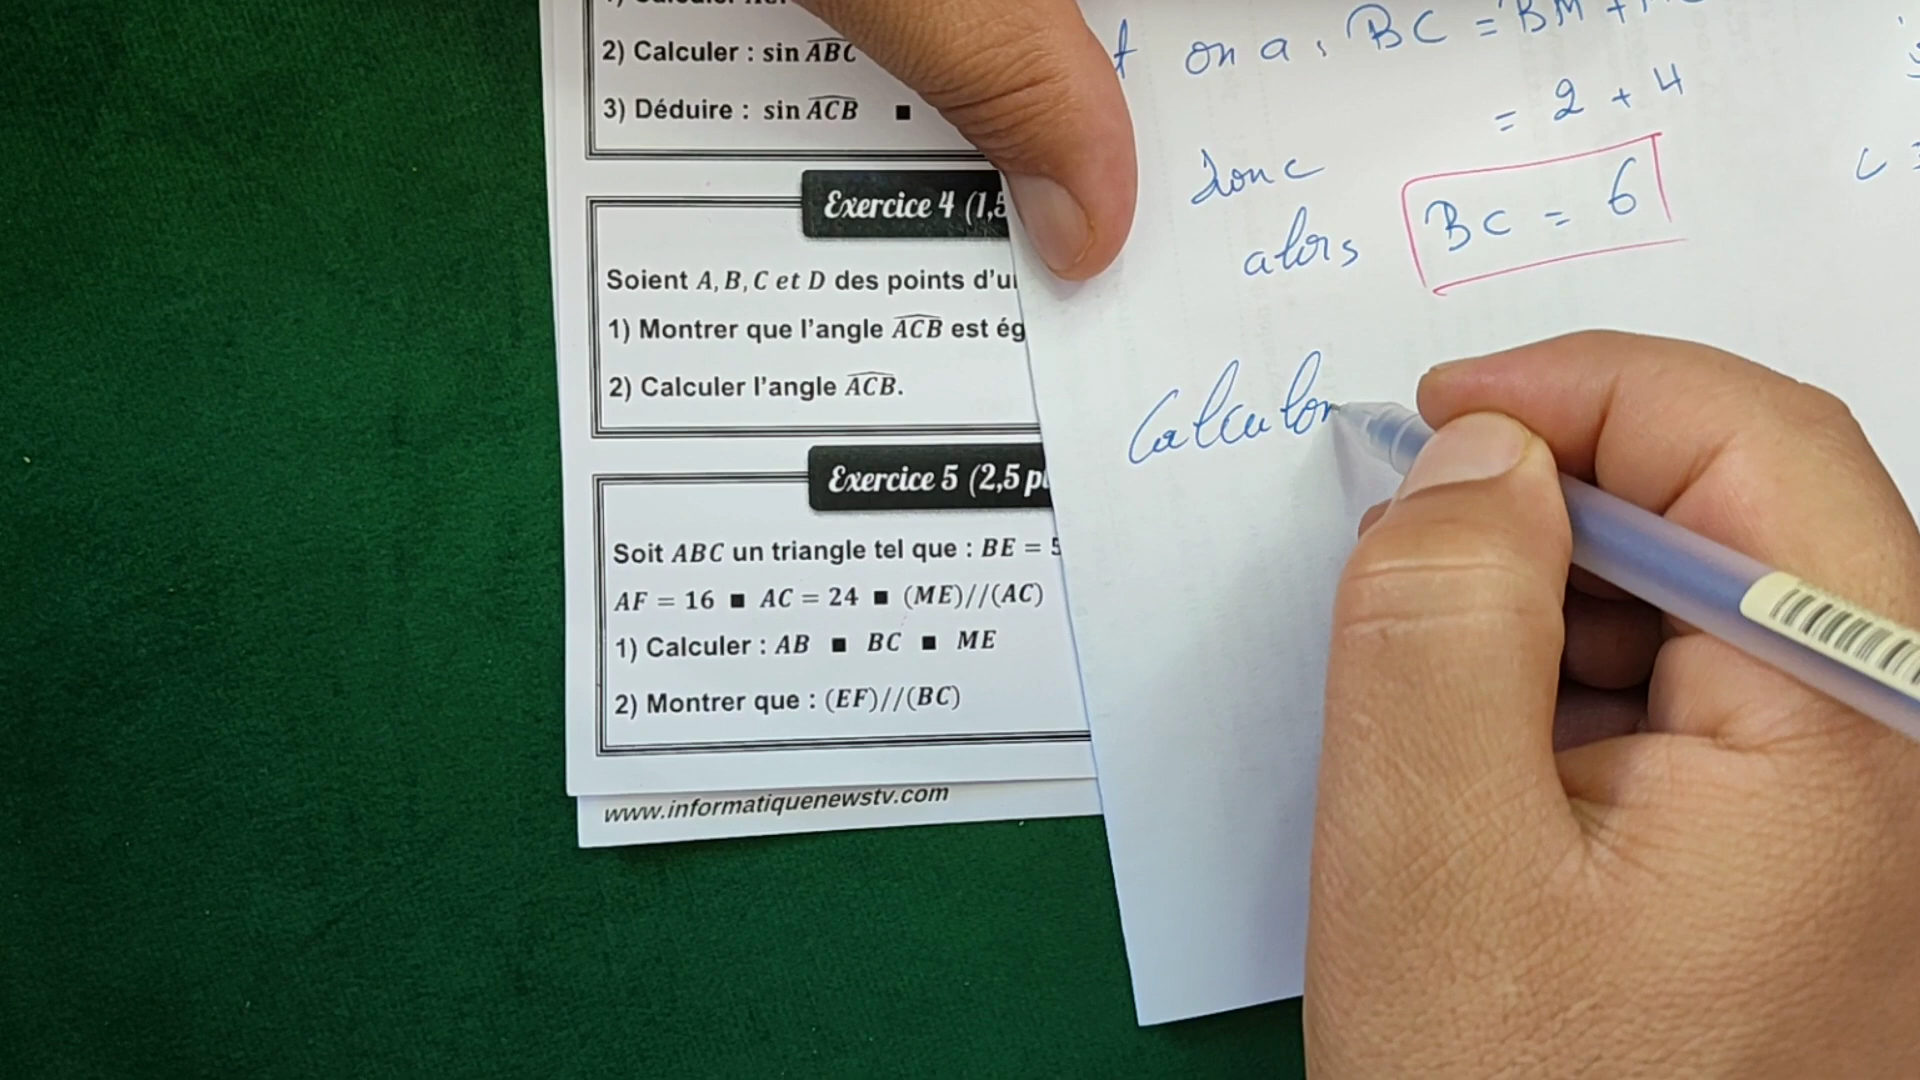 2) Calculer : sin ABC
3) Déduire : sin ACB ■
Exercice 4 (1,5
Soient A, B, C et D des points d'u
1) Montrer que l'angle ACB est ég
2) Calculer l'angle ACB.
Exercice 5 (2,5 p
Soit ABC un triangle tel que : BE = 5
AF = 16 ■ AC = 24 ■ (ME)//(AC)
1) Calculer : AB ■ BC ■ ME
2) Montrer que : (EF)//(BC)
www.informatiquenewstv.com
on a : BC = BM +
= 2 + 4
donc
alors BC = 6
Calculon